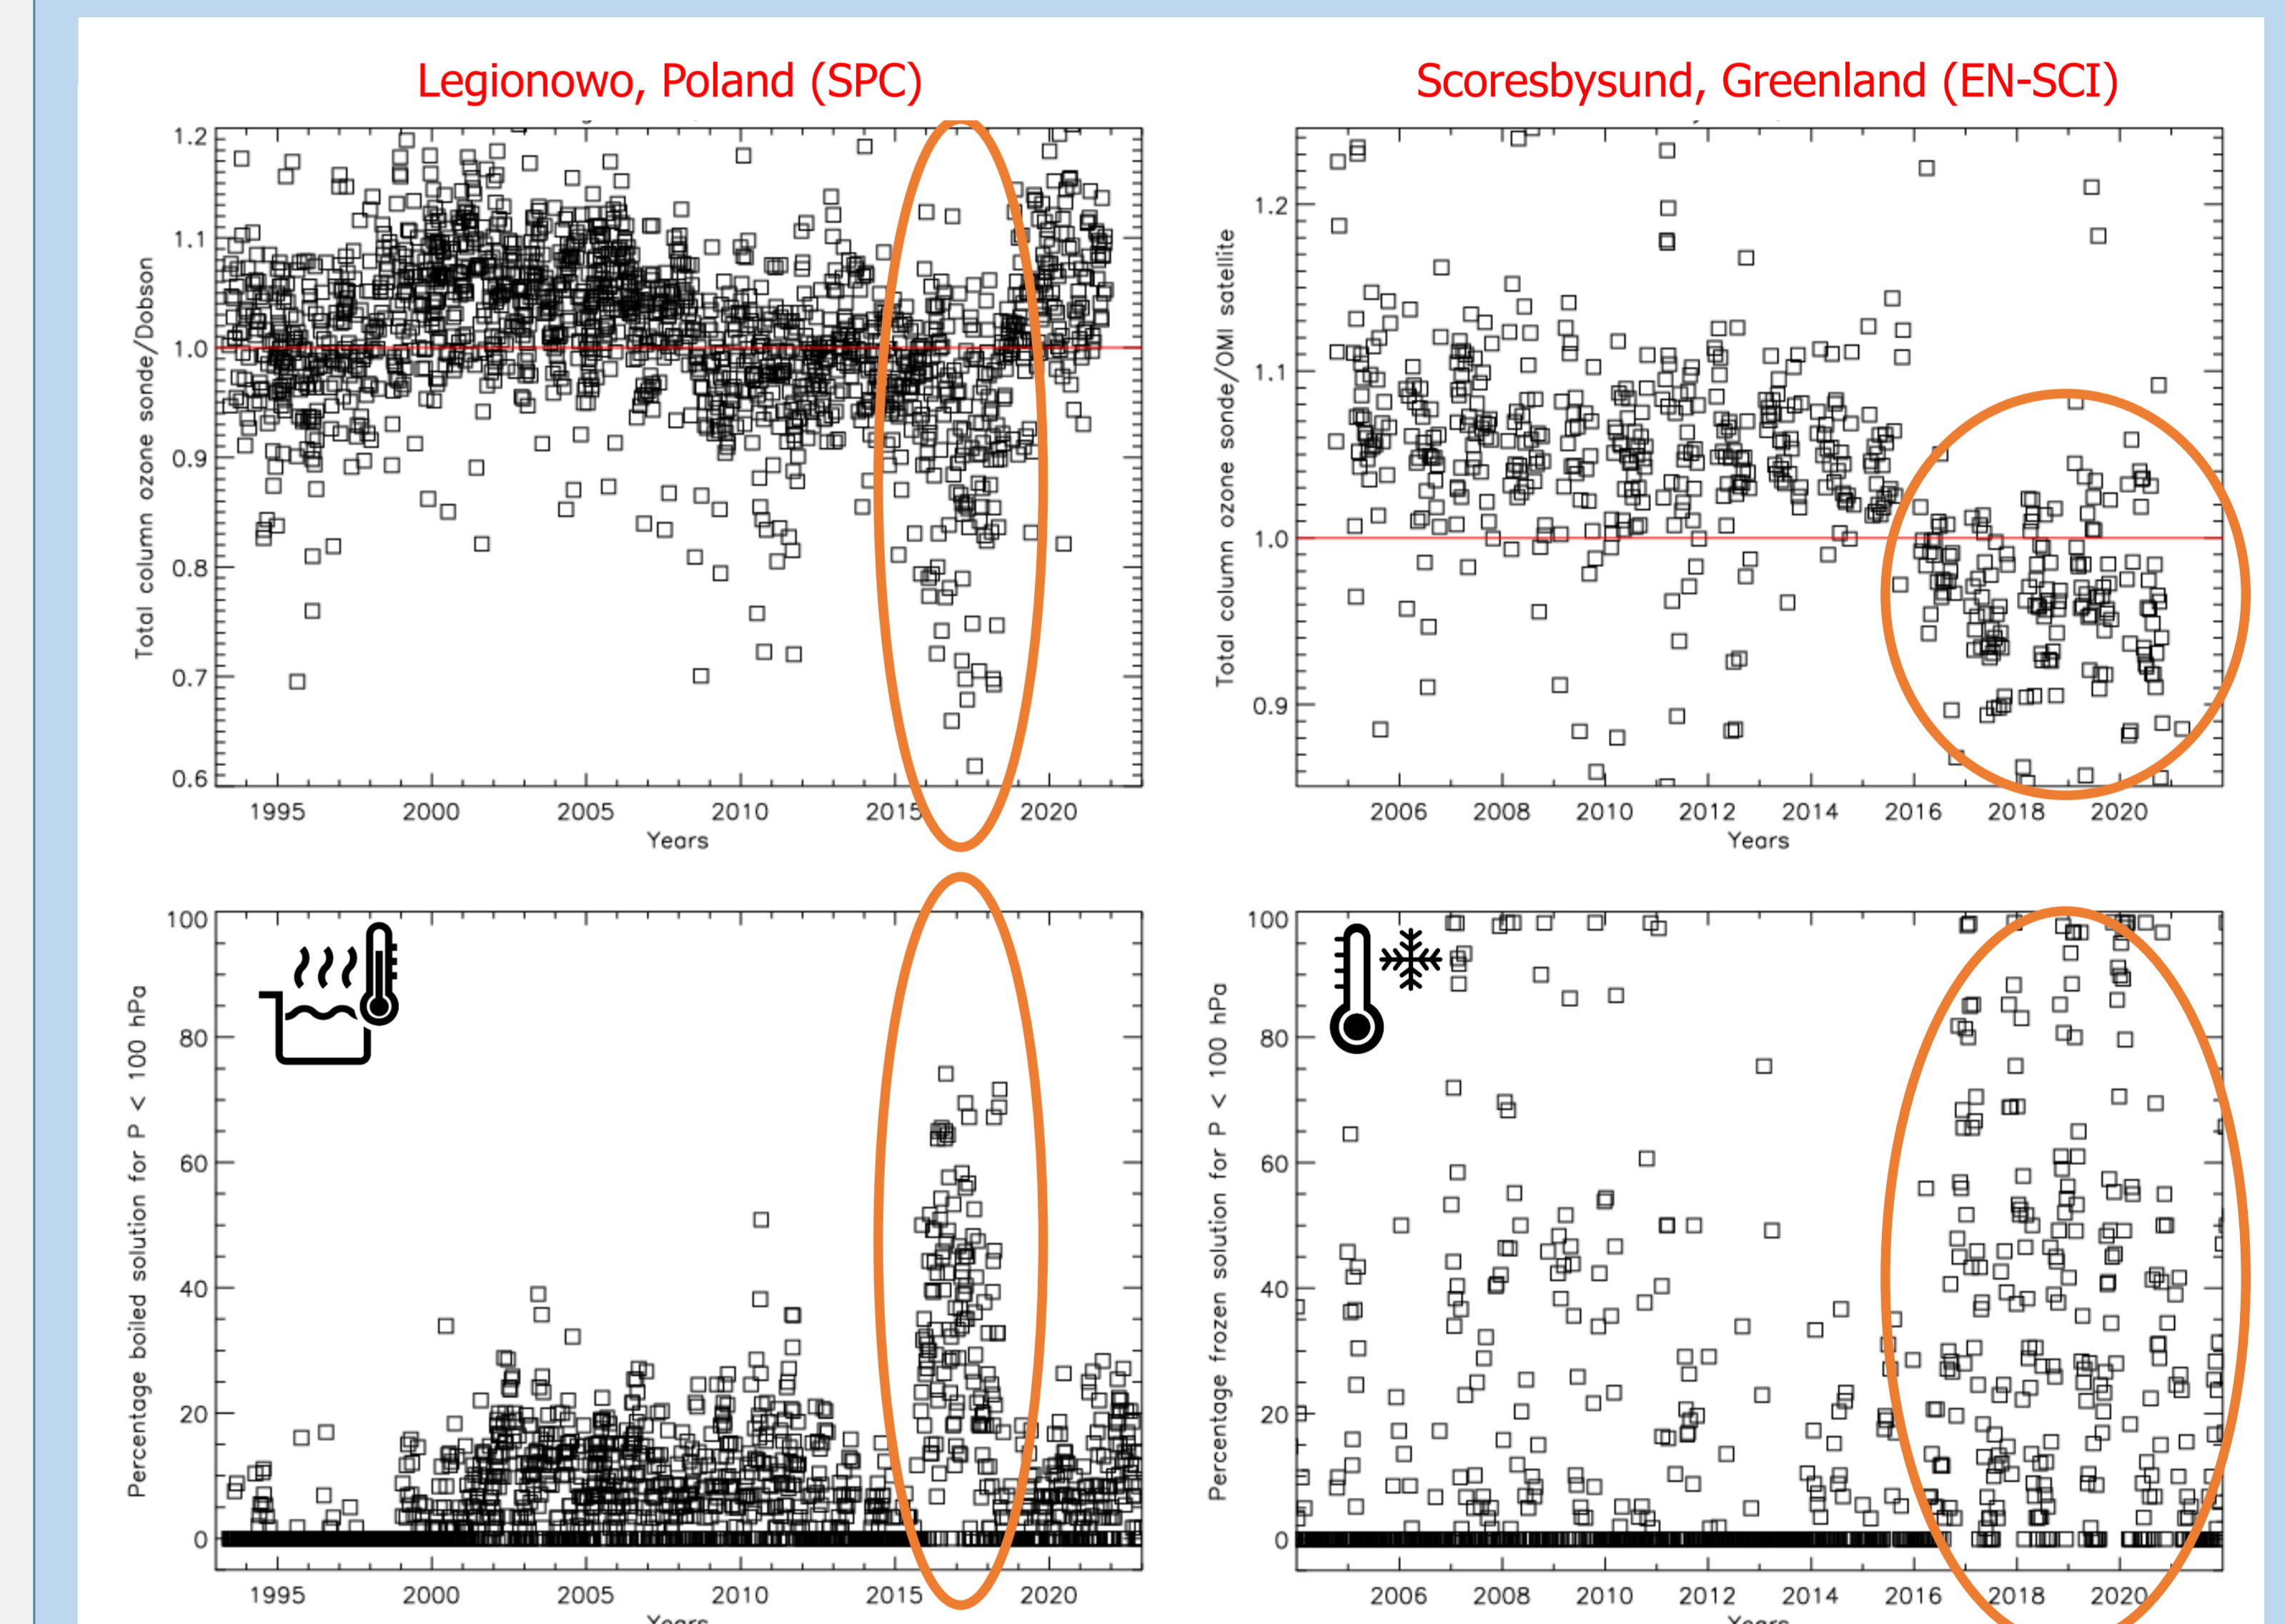 Legionowo, Poland (SPC)
Total column ozone sonde/Dobson
1.2
1.1
1.0
0.9
0.8
0.7
0.6
1995 2000 2005 2010 2015 2020
Years
Scoresbysund, Greenland (EN-SCI)
Total column ozone sonde/OMI satellite
1.2
1.1
1.0
0.9
2006 2008 2010 2012 2014 2016 2018 2020
Years
Percentage boiled solution for P < 100 hPa
100
80
60
40
20
0
1995 2000 2005 2010 2015 2020
Years
Percentage frozen solution for P < 100 hPa
100
80
60
40
20
0
2006 2008 2010 2012 2014 2016 2018 2020
Years